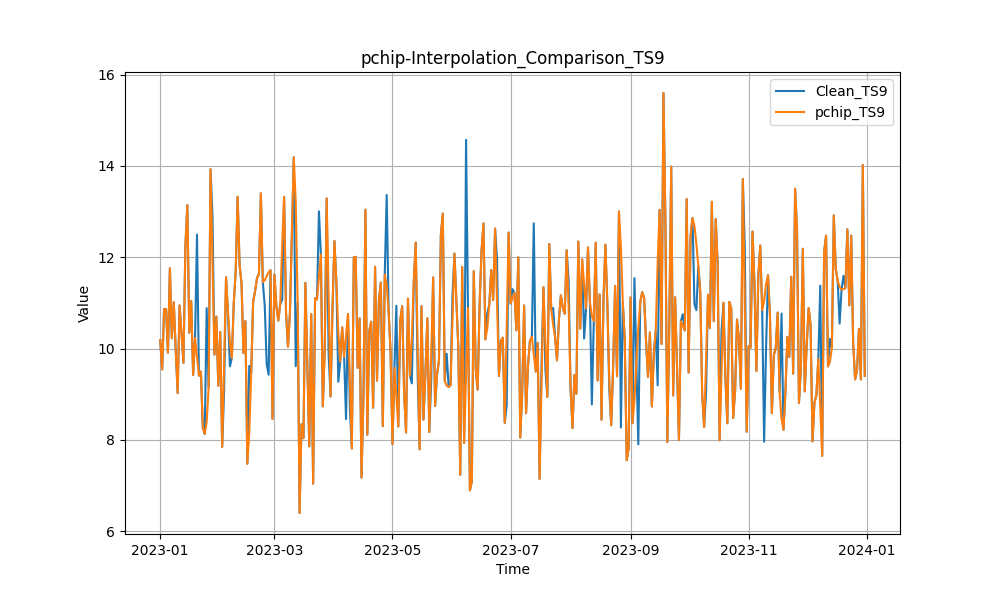 pchip-Interpolation_Comparison_TS9
Clean_TS9
pchip_TS9
Value
16
14
12
10
8
6
2023-01
2023-03
2023-05
2023-07
2023-09
2023-11
2024-01
Time